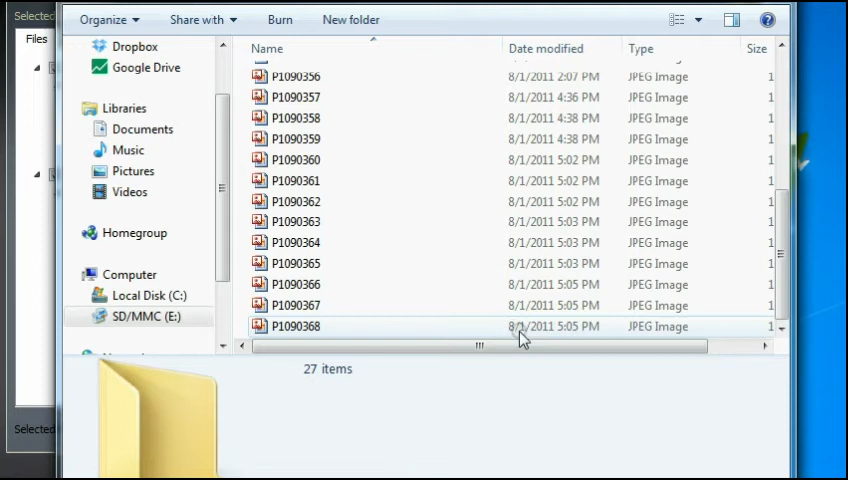 Selected
Files
Selected
Organize Share with Burn New folder
Dropbox
Google Drive
Libraries
Documents
Music
Pictures
Videos
Homegroup
Computer
Local Disk (C:)
SD/MMC (E:)
Name Date modified Type Size
P1090356 8/1/2011 2:07 PM JPEG Image 1
P1090357 8/1/2011 4:36 PM JPEG Image 1
P1090358 8/1/2011 4:38 PM JPEG Image 1
P1090359 8/1/2011 4:38 PM JPEG Image 1
P1090360 8/1/2011 5:02 PM JPEG Image 1
P1090361 8/1/2011 5:02 PM JPEG Image 1
P1090362 8/1/2011 5:02 PM JPEG Image 1
P1090363 8/1/2011 5:03 PM JPEG Image 1
P1090364 8/1/2011 5:03 PM JPEG Image 1
P1090365 8/1/2011 5:03 PM JPEG Image 1
P1090366 8/1/2011 5:05 PM JPEG Image 1
P1090367 8/1/2011 5:05 PM JPEG Image 1
P1090368 8/1/2011 5:05 PM JPEG Image 1
27 items